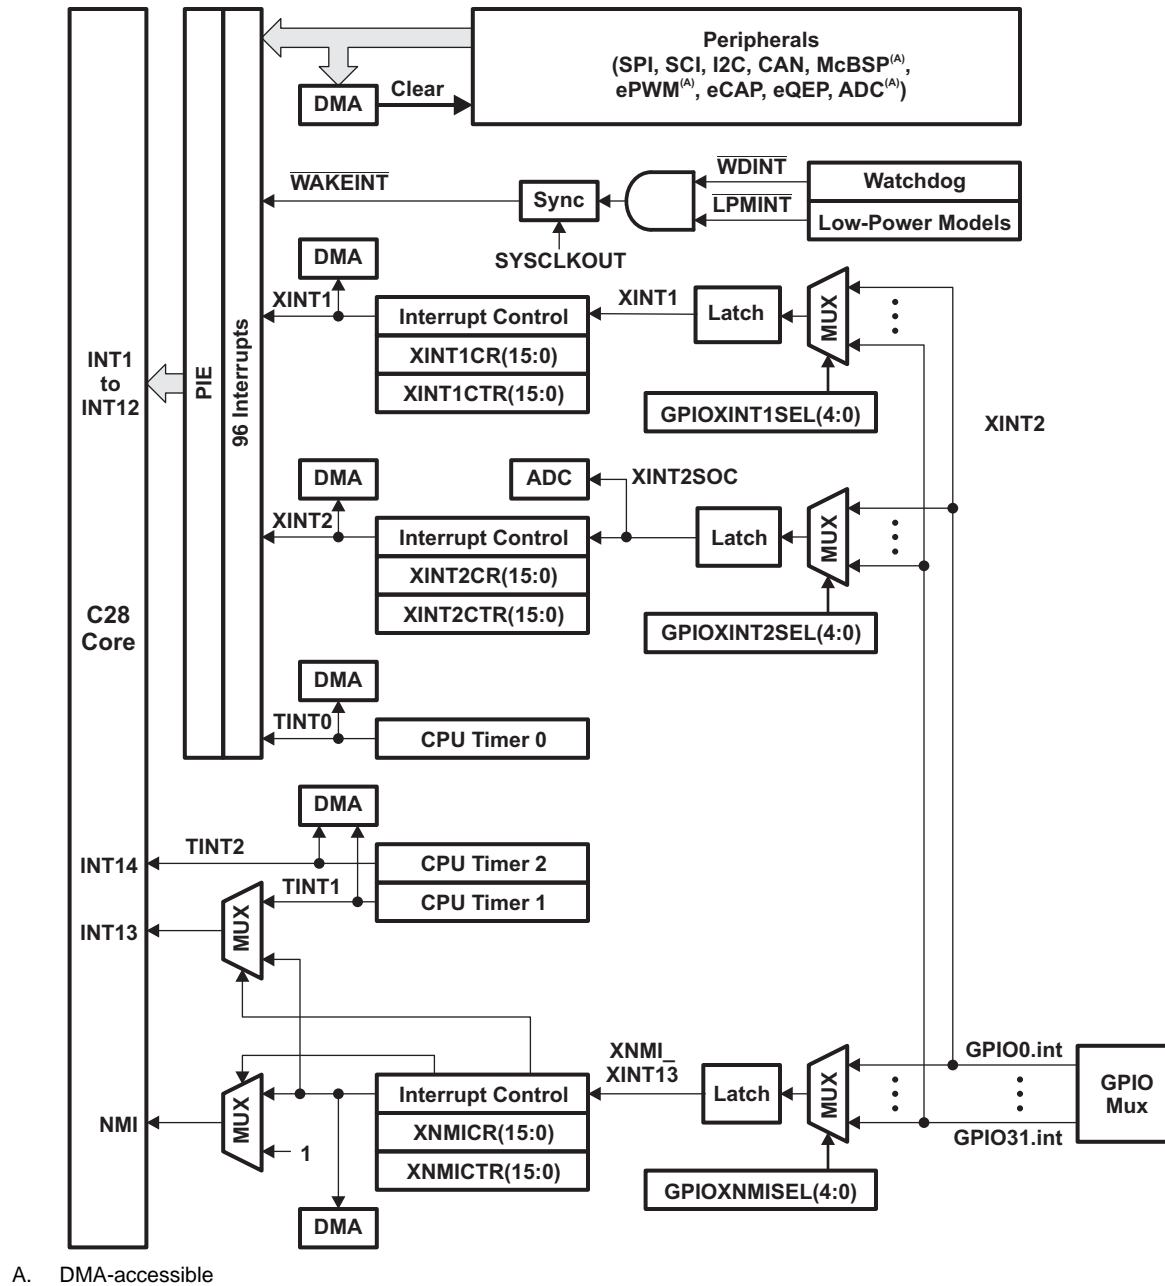 Peripherals
(SPI, SCI, I2C, CAN, McBSP(A),
ePWM(A), eCAP, eQEP, ADC(A))
DMA
Clear
WAKEINT
Sync
WDINT
LPMINT
Watchdog
Low-Power Models
SYSCLKOUT
DMA
XINT1
Interrupt Control
XINT1CR(15:0)
XINT1CTR(15:0)
XINT1
Latch
MUX
GPIOXINT1SEL(4:0)
XINT2
INT1
to
INT12
PIE
96 Interrupts
DMA
ADC
XINT2SOC
XINT2
Interrupt Control
XINT2CR(15:0)
XINT2CTR(15:0)
Latch
MUX
GPIOXINT2SEL(4:0)
C28
Core
DMA
TINT0
CPU Timer 0
DMA
INT14
TINT2
CPU Timer 2
TINT1
CPU Timer 1
INT13
MUX
XNMI_
XINT13
GPIO0.int
NMI
MUX
1
Interrupt Control
XNMICR(15:0)
XNMICTR(15:0)
Latch
MUX
GPIO
Mux
GPIO31.int
GPIOXNMISEL(4:0)
DMA
A. DMA-accessible